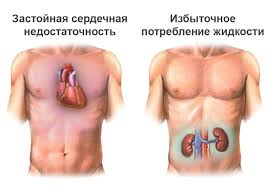 Застойная сердечная
недостаточность
Избыточное
потребление жидкости